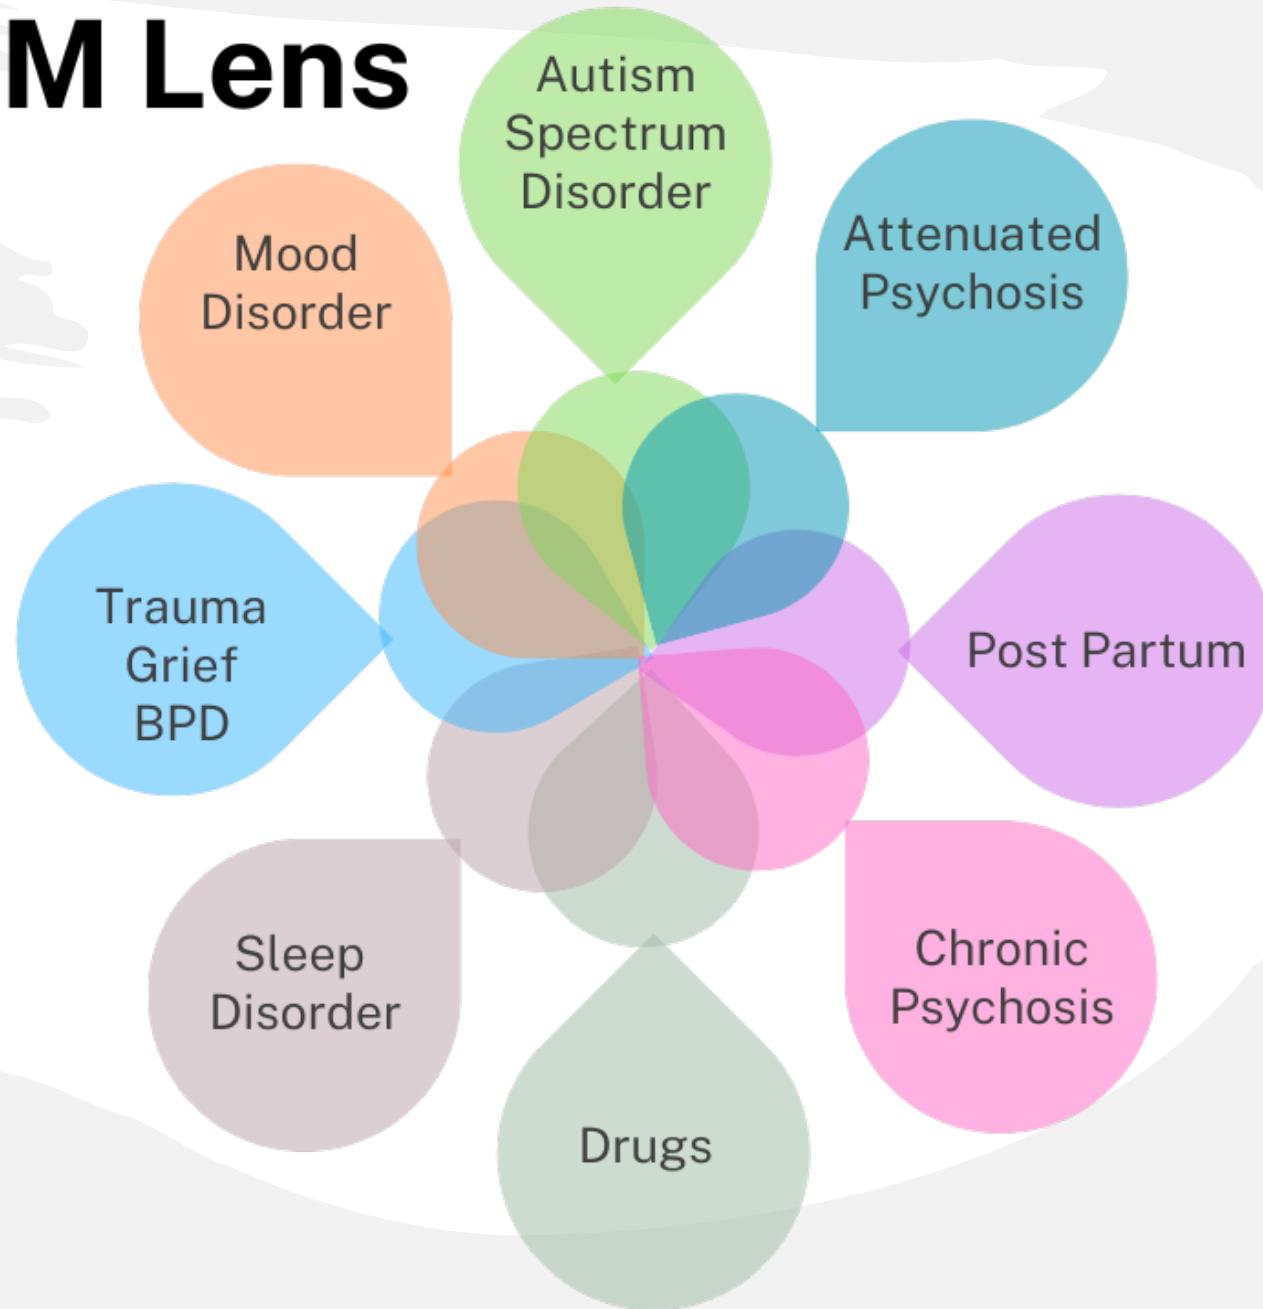 M Lens
Autism
Spectrum
Disorder
Attenuated
Psychosis
Mood
Disorder
Trauma
Grief
BPD
Post Partum
Sleep
Disorder
Chronic
Psychosis
Drugs